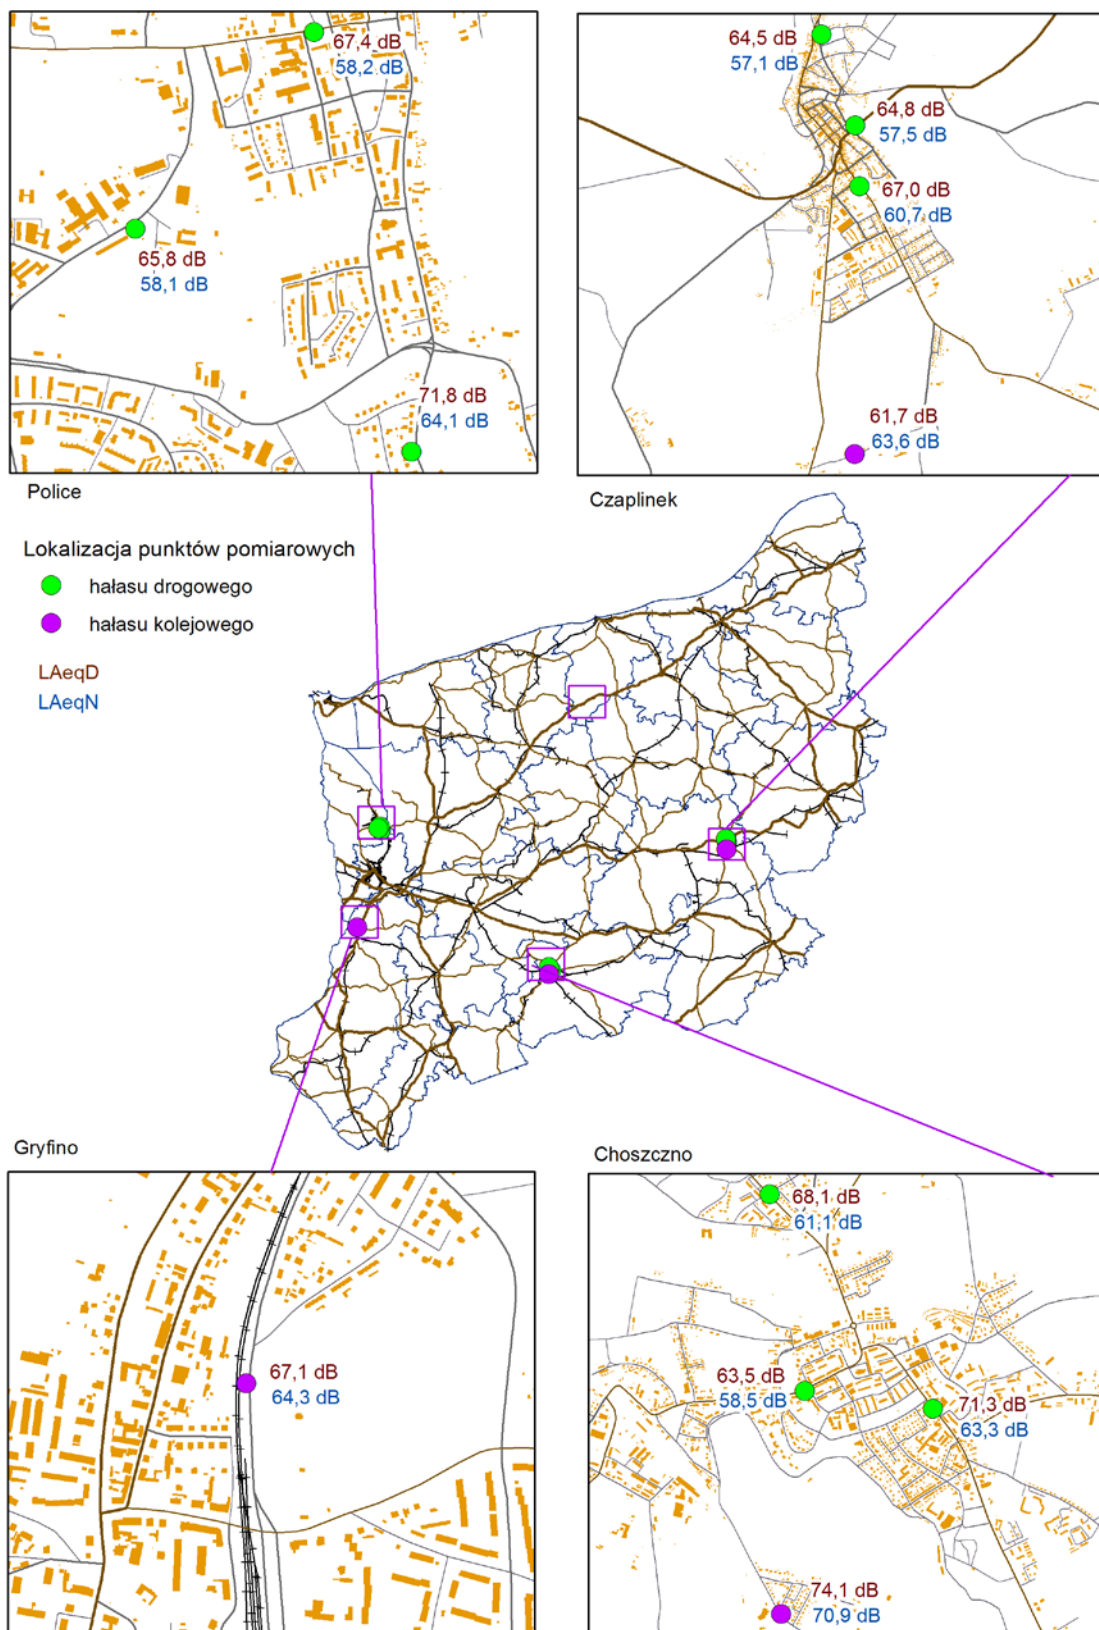 67,4 dB
58,2 dB
65,8 dB
58,1 dB
71,8 dB
64,1 dB
Police
64,5 dB
57,1 dB
64,8 dB
57,5 dB
67,0 dB
60,7 dB
61,7 dB
63,6 dB
Czaplinek
Lokalizacja punktów pomiarowych
hałasu drogowego
hałasu kolejowego
LAeqD
LAeqN
Gryfino
67,1 dB
64,3 dB
Choszczno
68,1 dB
61,1 dB
63,5 dB
58,5 dB
71,3 dB
63,3 dB
74,1 dB
70,9 dB